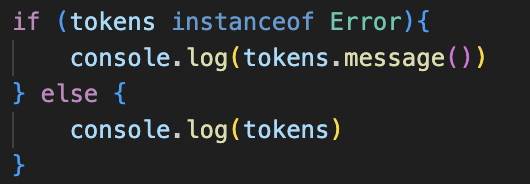 if (tokens instanceof Error){
    console.log(tokens.message())
} else {
    console.log(tokens)
}